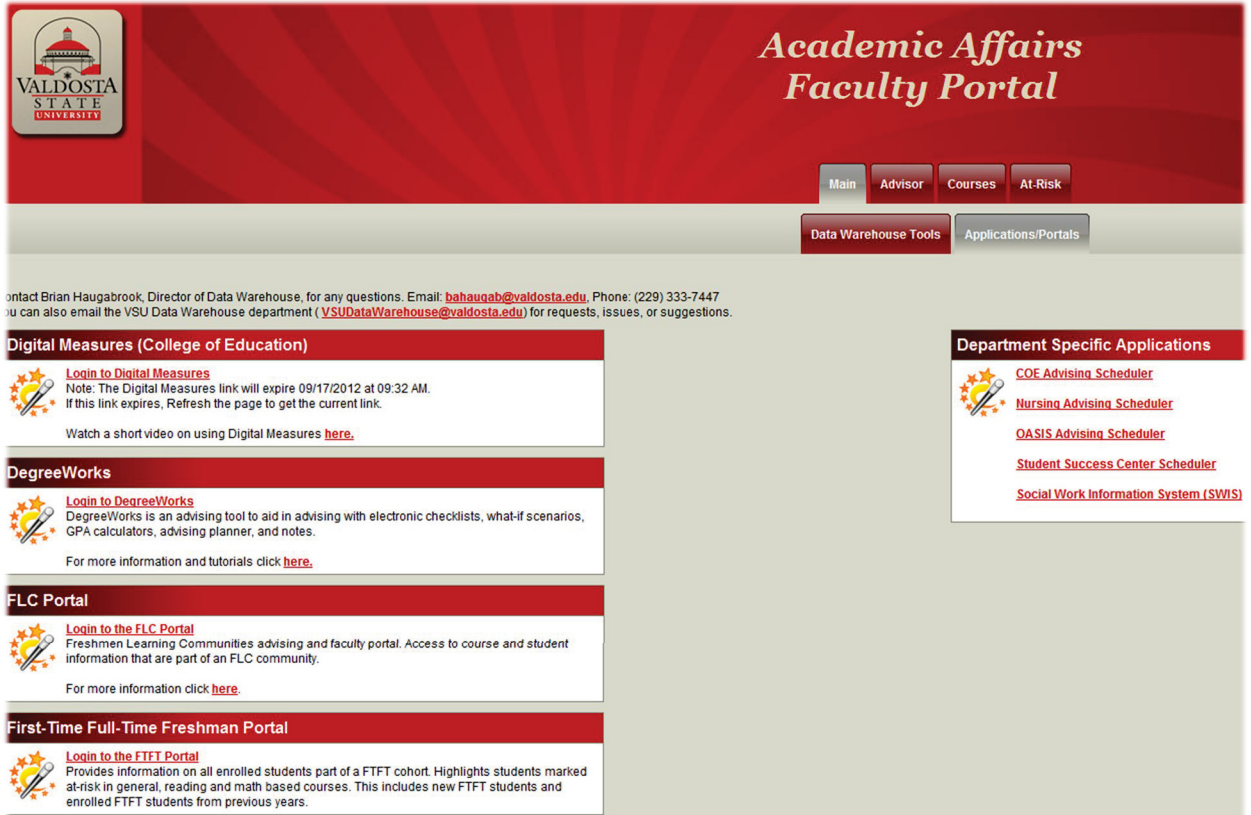 VALDOSTA
STATE
UNIVERSITY
Academic Affairs
Faculty Portal
Main
Advisor
Courses
At-Risk
Data Warehouse Tools
Applications/Portals
ontact Brian Haugabrook, Director of Data Warehouse, for any questions. Email: bahaugab@valdosta.edu, Phone: (229) 333-7447
ou can also email the VSU Data Warehouse department ( VSUDataWarehouse@valdosta.edu) for requests, issues, or suggestions.
Digital Measures (College of Education)
Login to Digital Measures
Note: The Digital Measures link will expire 09/17/2012 at 09:32 AM.
If this link expires, Refresh the page to get the current link.
Watch a short video on using Digital Measures here.
DegreeWorks
Login to DegreeWorks
DegreeWorks is an advising tool to aid in advising with electronic checklists, what-if scenarios,
GPA calculators, advising planner, and notes.
For more information and tutorials click here.
FLC Portal
Login to the FLC Portal
Freshmen Learning Communities advising and faculty portal. Access to course and student
information that are part of an FLC community.
For more information click here.
First-Time Full-Time Freshman Portal
Login to the FTFT Portal
Provides information on all enrolled students part of a FTFT cohort. Highlights students marked
at-risk in general, reading and math based courses. This includes new FTFT students and
enrolled FTFT students from previous years.
Department Specific Applications
COE Advising Scheduler
Nursing Advising Scheduler
OASIS Advising Scheduler
Student Success Center Scheduler
Social Work Information System (SWIS)